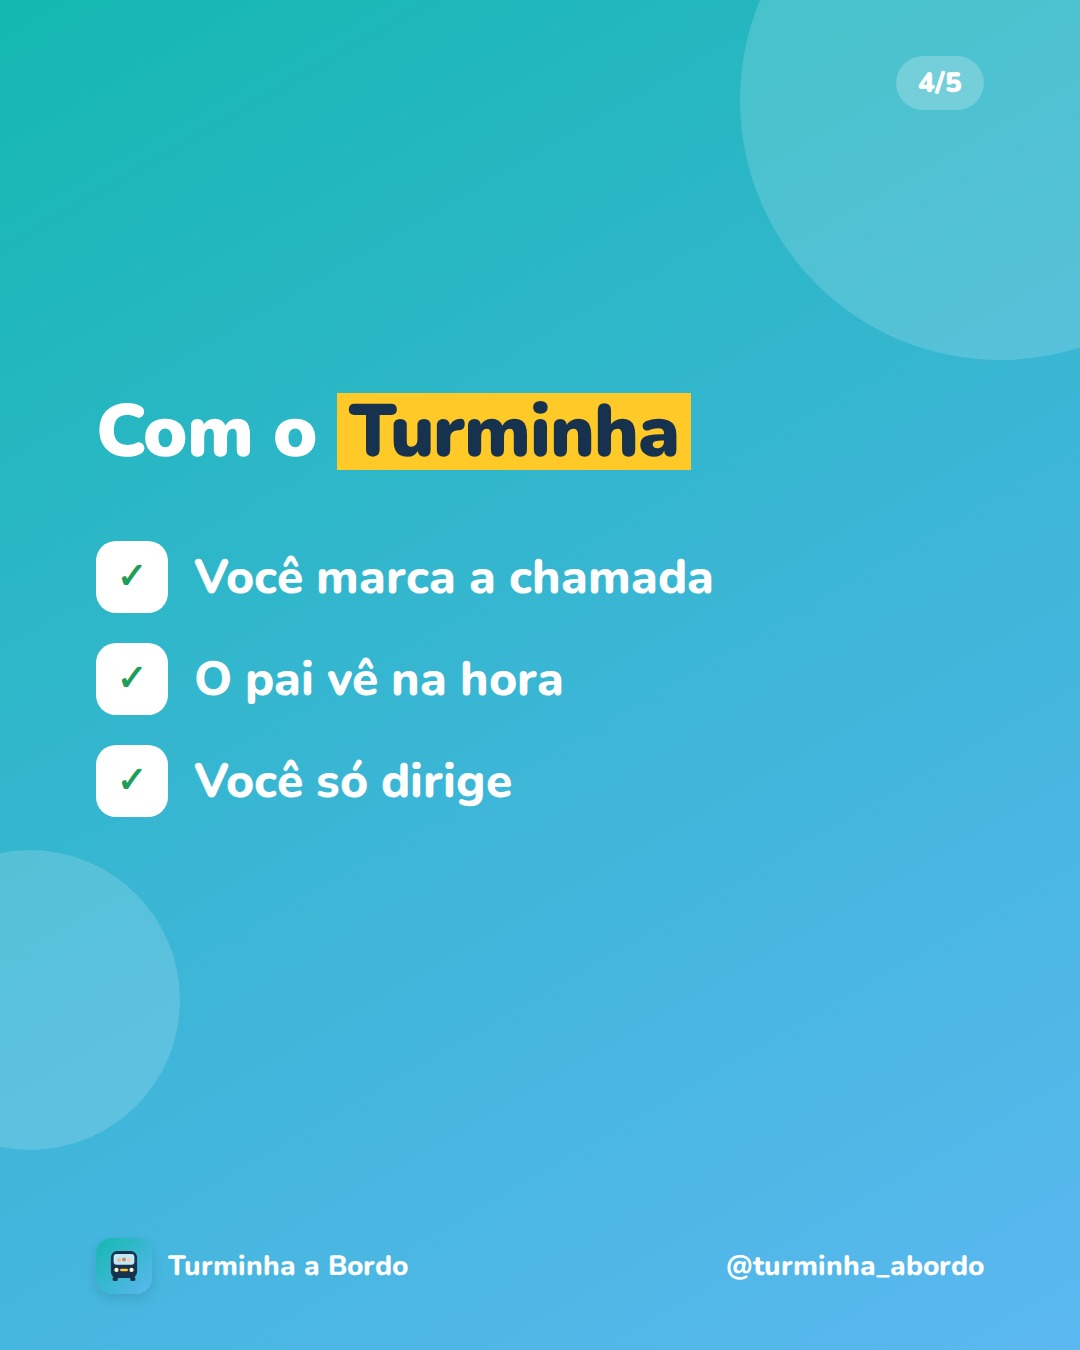 4/5
Com o Turminha
✓ Você marca a chamada
✓ O pai vê na hora
✓ Você só dirige
Turminha a Bordo
@turminha_abordo